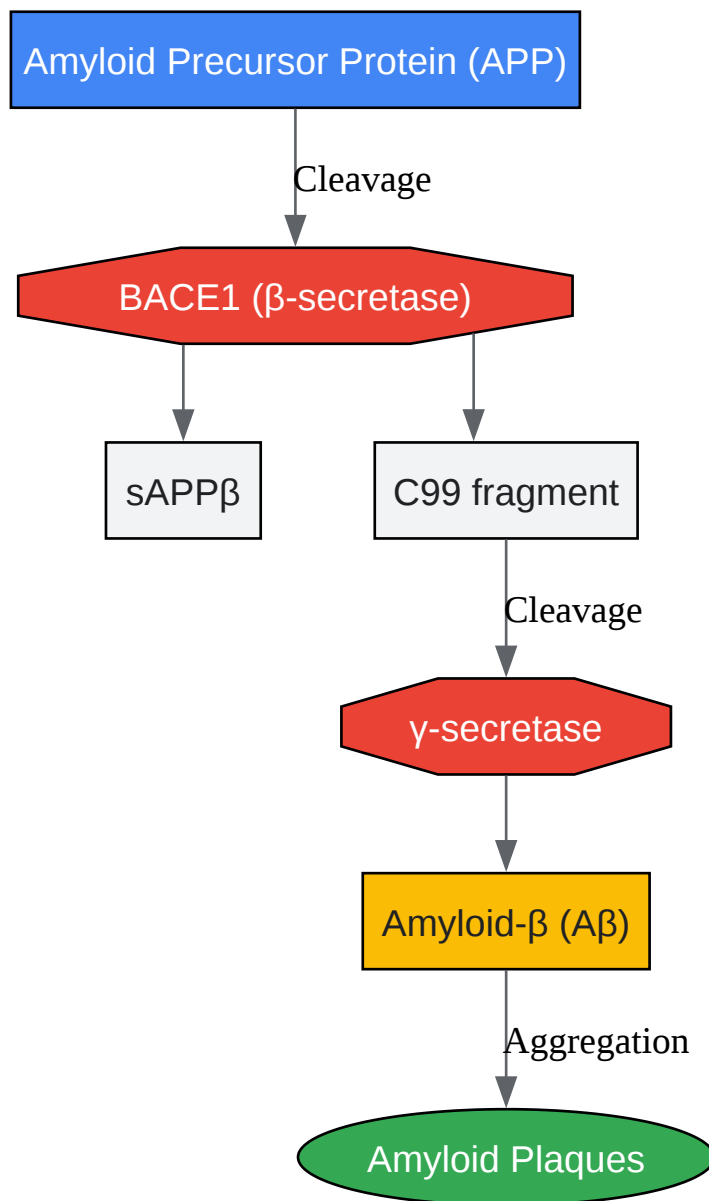 Amyloid Precursor Protein (APP)
Cleavage
BACE1 (β-secretase)
sAPPβ
C99 fragment
Cleavage
γ-secretase
Amyloid-β (Aβ)
Aggregation
Amyloid Plaques